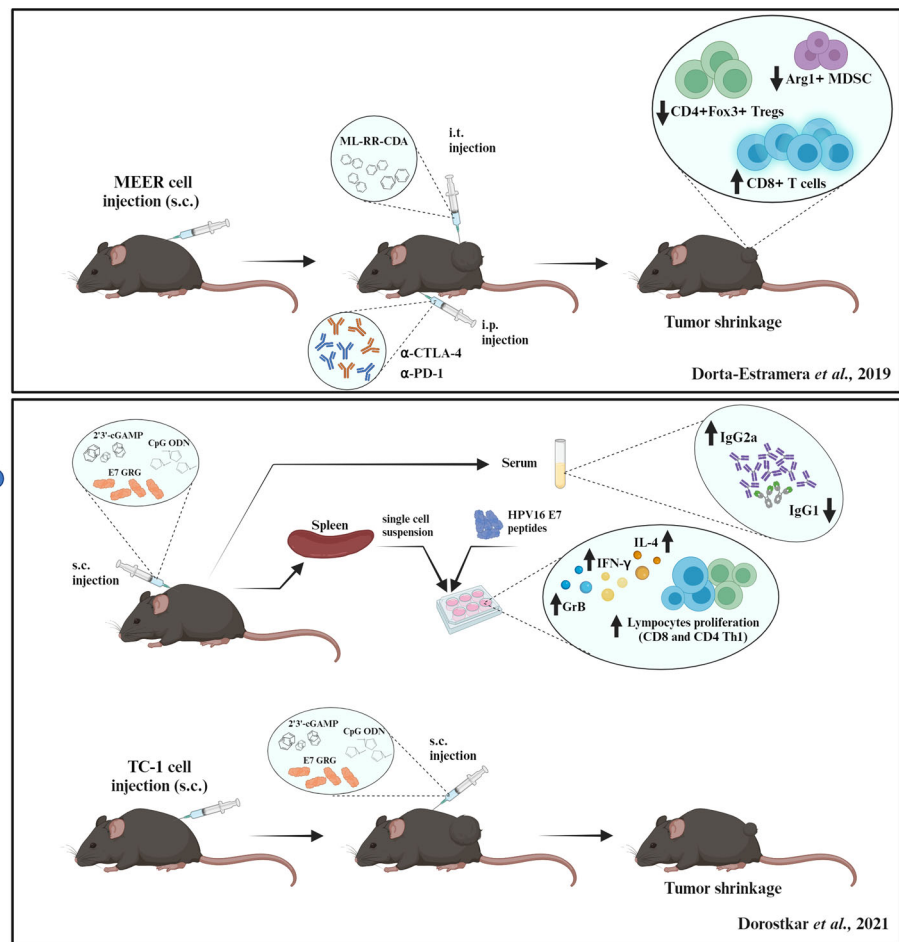 MEER cell
injection (s.c.)
ML-RR-CDA
i.t.
injection
i.p.
injection
α-CTLA-4
α-PD-1
Arg1+ MDSC
CD4+Fox3+ Tregs
CD8+ T cells
Tumor shrinkage
Dorta-Estramera et al., 2019
2'3'-cGAMP
CpG ODN
E7 GRG
s.c.
injection
Serum
IgG2a
IgG1
Spleen
single cell
suspension
HPV16 E7
peptides
IL-4
IFN-γ
GrB
Lympocytes proliferation
(CD8 and CD4 Th1)
TC-1 cell
injection (s.c.)
2'3'-cGAMP
CpG ODN
E7 GRG
s.c.
injection
Tumor shrinkage
Dorostkar et al., 2021